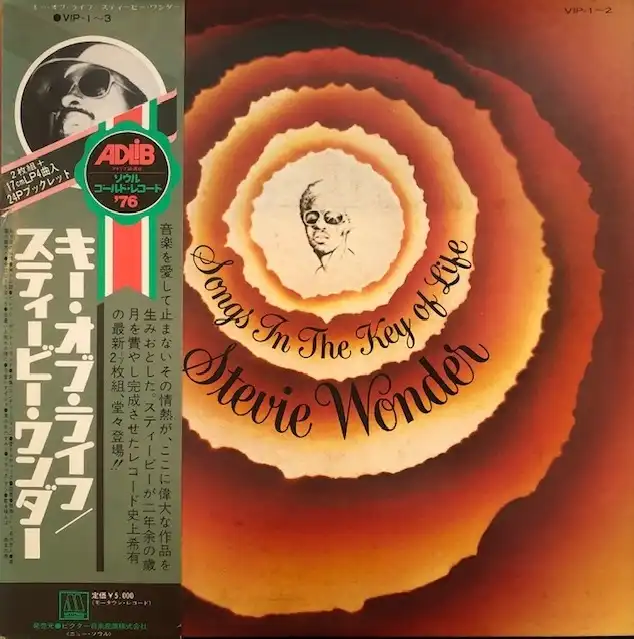 キー・オブ・ライフ/スティービー・ワンダー
●VIP-1〜3
VIP-1〜2
ADLiB
ソウル
ゴールド・レコード
'76
2枚組+
17cmLP4曲入
24Pブックレット
キー・オブ・ライフ/
スティービー・ワンダー
音楽を愛して止まないその情熱が、ここに偉大な作品を
生みおとした。スティービーが二年余の歳
月を費やし完成させたレコード史上希有
の最新2枚組、堂々登場!!
Songs In The Key of Life
Stevie Wonder
定価¥5,000
(モータウン・レコード)
発売元●ビクター音楽産業株式会社